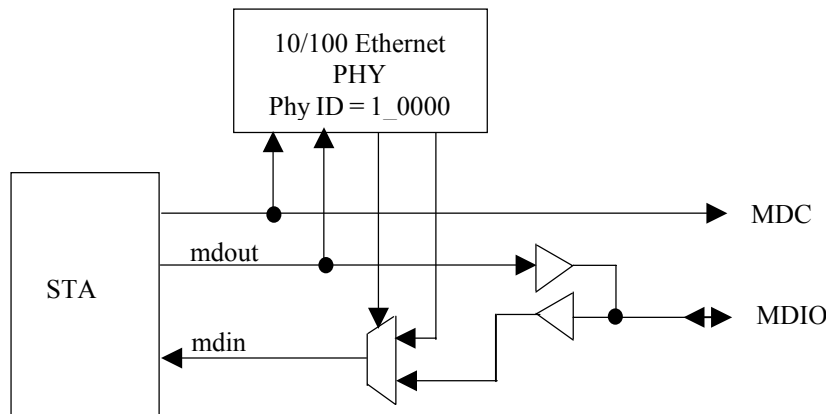 10/100 Ethernet
PHY
Phy ID = 1_0000
MDC
mdout
STA
MDIO
mdin